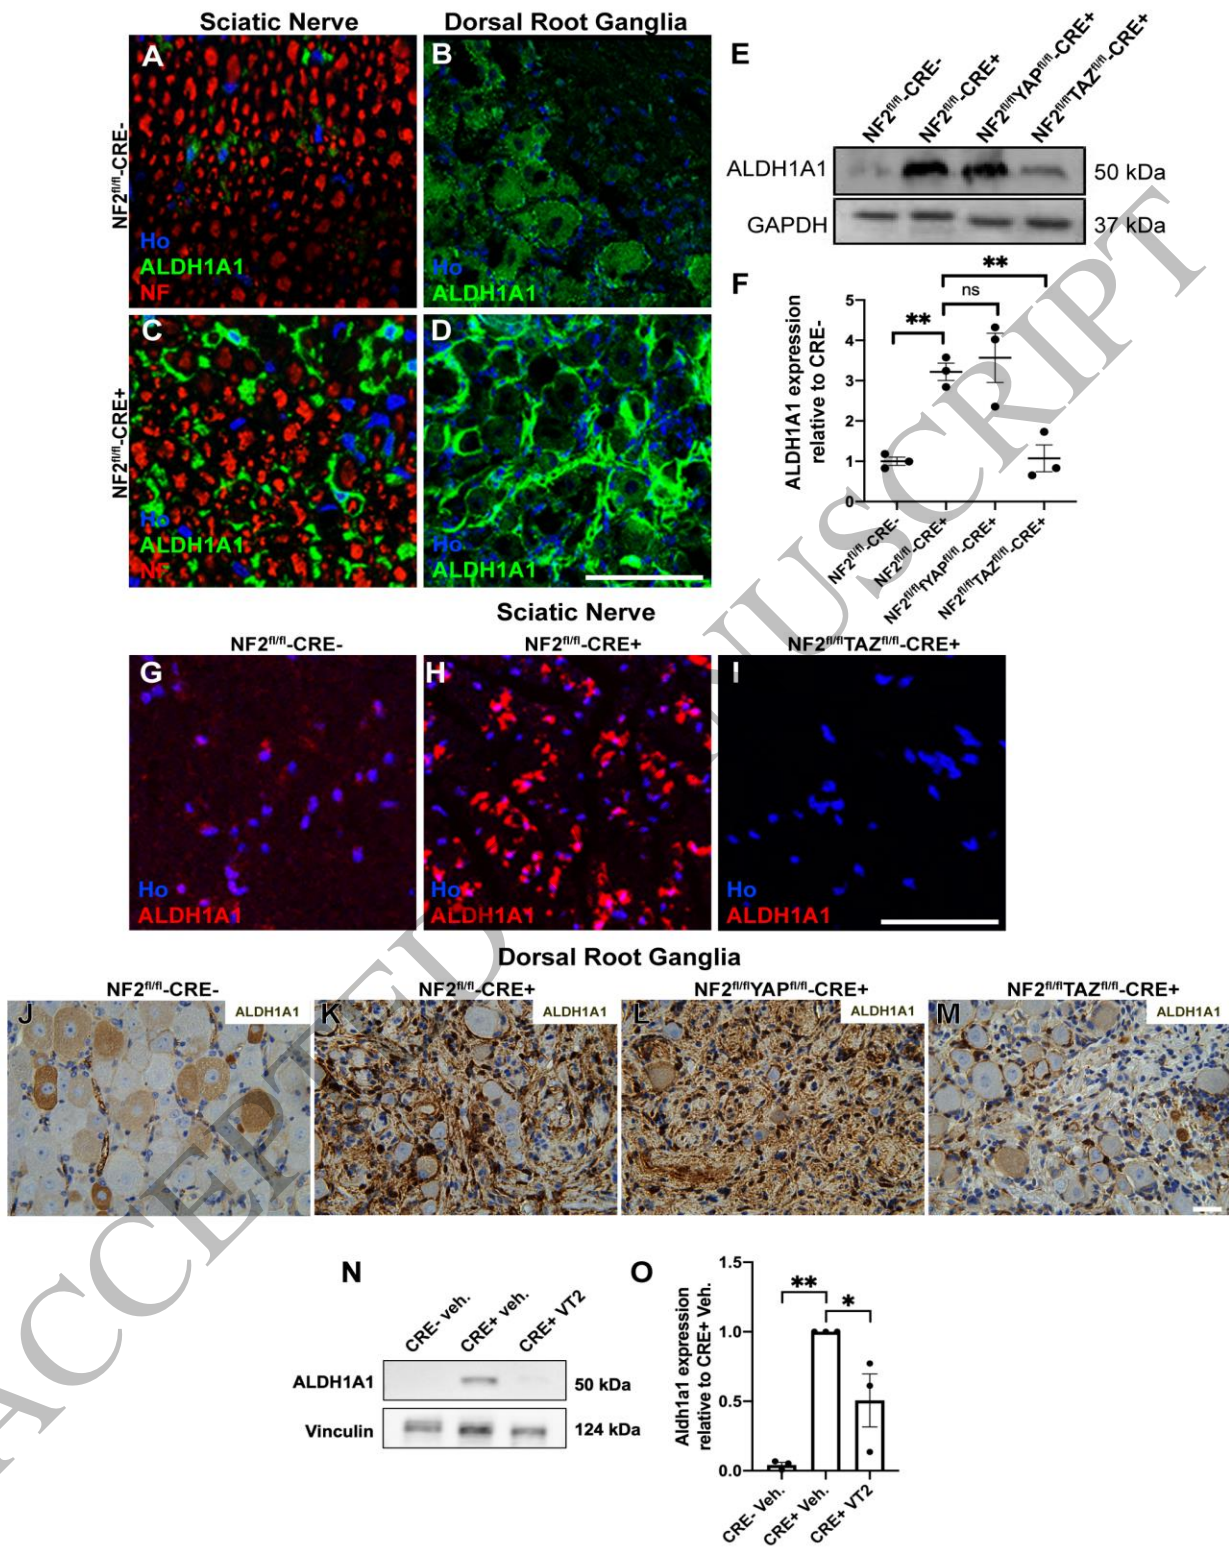 Sciatic Nerve
Dorsal Root Ganglia
NF2fl/fl-CRE-
A
Ho
ALDH1A1
NF
B
Ho
ALDH1A1
NF2fl/fl-CRE+
C
Ho
ALDH1A1
NF
D
Ho
ALDH1A1
E
NF2fl/fl-CRE-
NF2fl/fl-CRE+
NF2fl/flYAPfl/fl-CRE+
NF2fl/flTAZfl/fl-CRE+
ALDH1A1
50 kDa
GAPDH
37 kDa
F
ALDH1A1 expression
relative to CRE-
5
4
3
2
1
0
**
ns
**
NF2fl/fl-CRE-
NF2fl/fl-CRE+
NF2fl/flfYAPfl/fl-CRE+
NF2fl/flTAZfl/fl-CRE+
Sciatic Nerve
NF2fl/fl-CRE-
NF2fl/fl-CRE+
NF2fl/flTAZfl/fl-CRE+
G
Ho
ALDH1A1
H
Ho
ALDH1A1
I
Ho
ALDH1A1
Dorsal Root Ganglia
NF2fl/fl-CRE-
NF2fl/fl-CRE+
NF2fl/flYAPfl/fl-CRE+
NF2fl/flTAZfl/fl-CRE+
J
ALDH1A1
K
ALDH1A1
L
ALDH1A1
M
ALDH1A1
N
CRE- veh.
CRE+ veh.
CRE+ VT2
ALDH1A1
50 kDa
Vinculin
124 kDa
O
Aldh1a1 expression
relative to CRE+ Veh.
1.5
1.0
0.5
0.0
**
*
CRE- Veh.
CRE+ Veh.
CRE+ VT2
ACCEPTED MANUSCRIPT